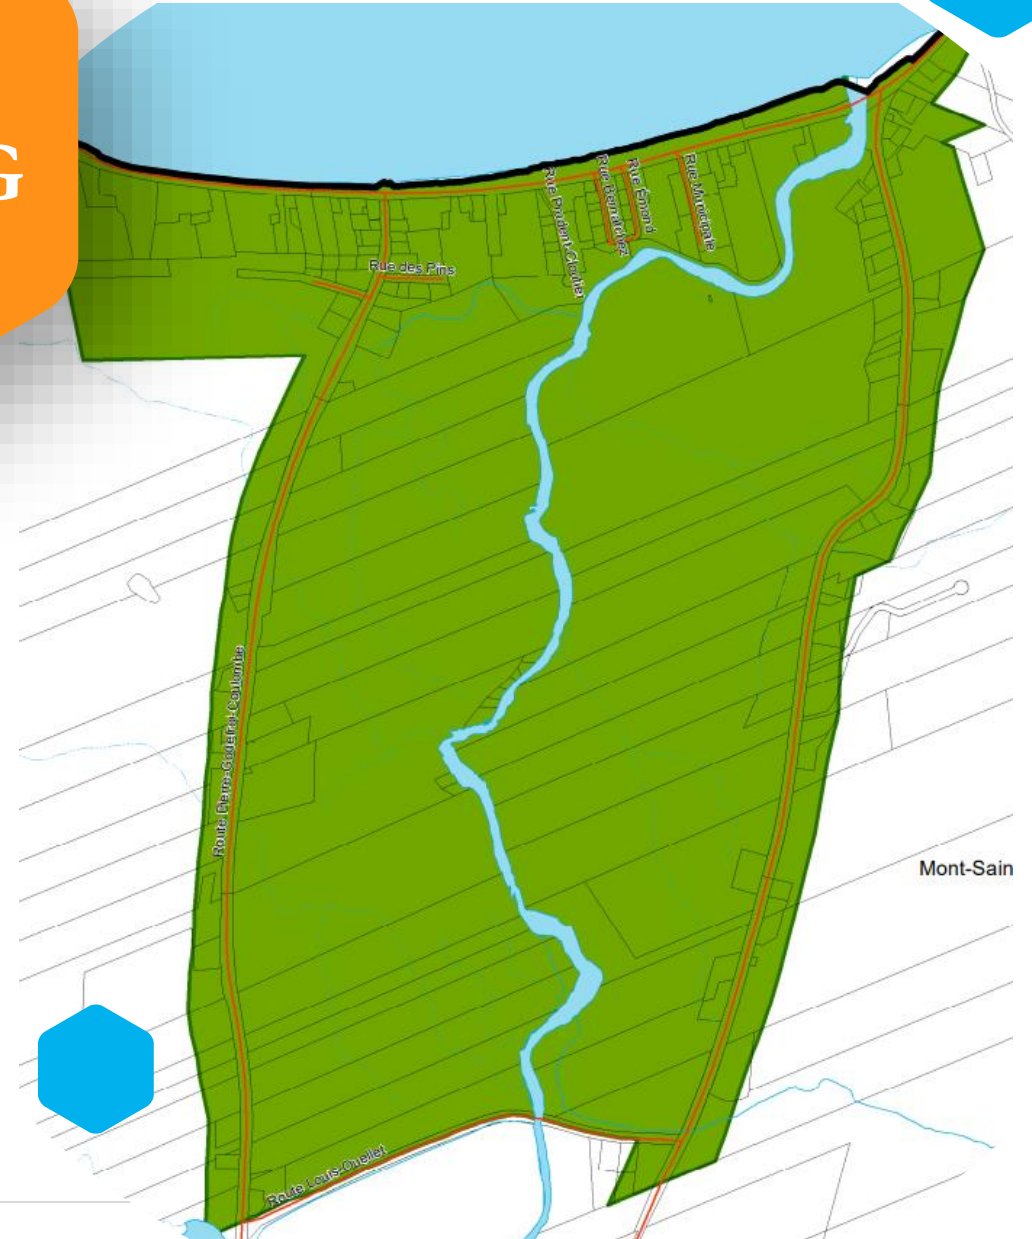 G
Rue Prudent-Cloutier
Rue Bernatchez
Rue Émond
Rue Municipale
Rue des Pins
Route Pierre-Godefroi-Coulombe
Mont-Sain
Route Louis-Ouellet